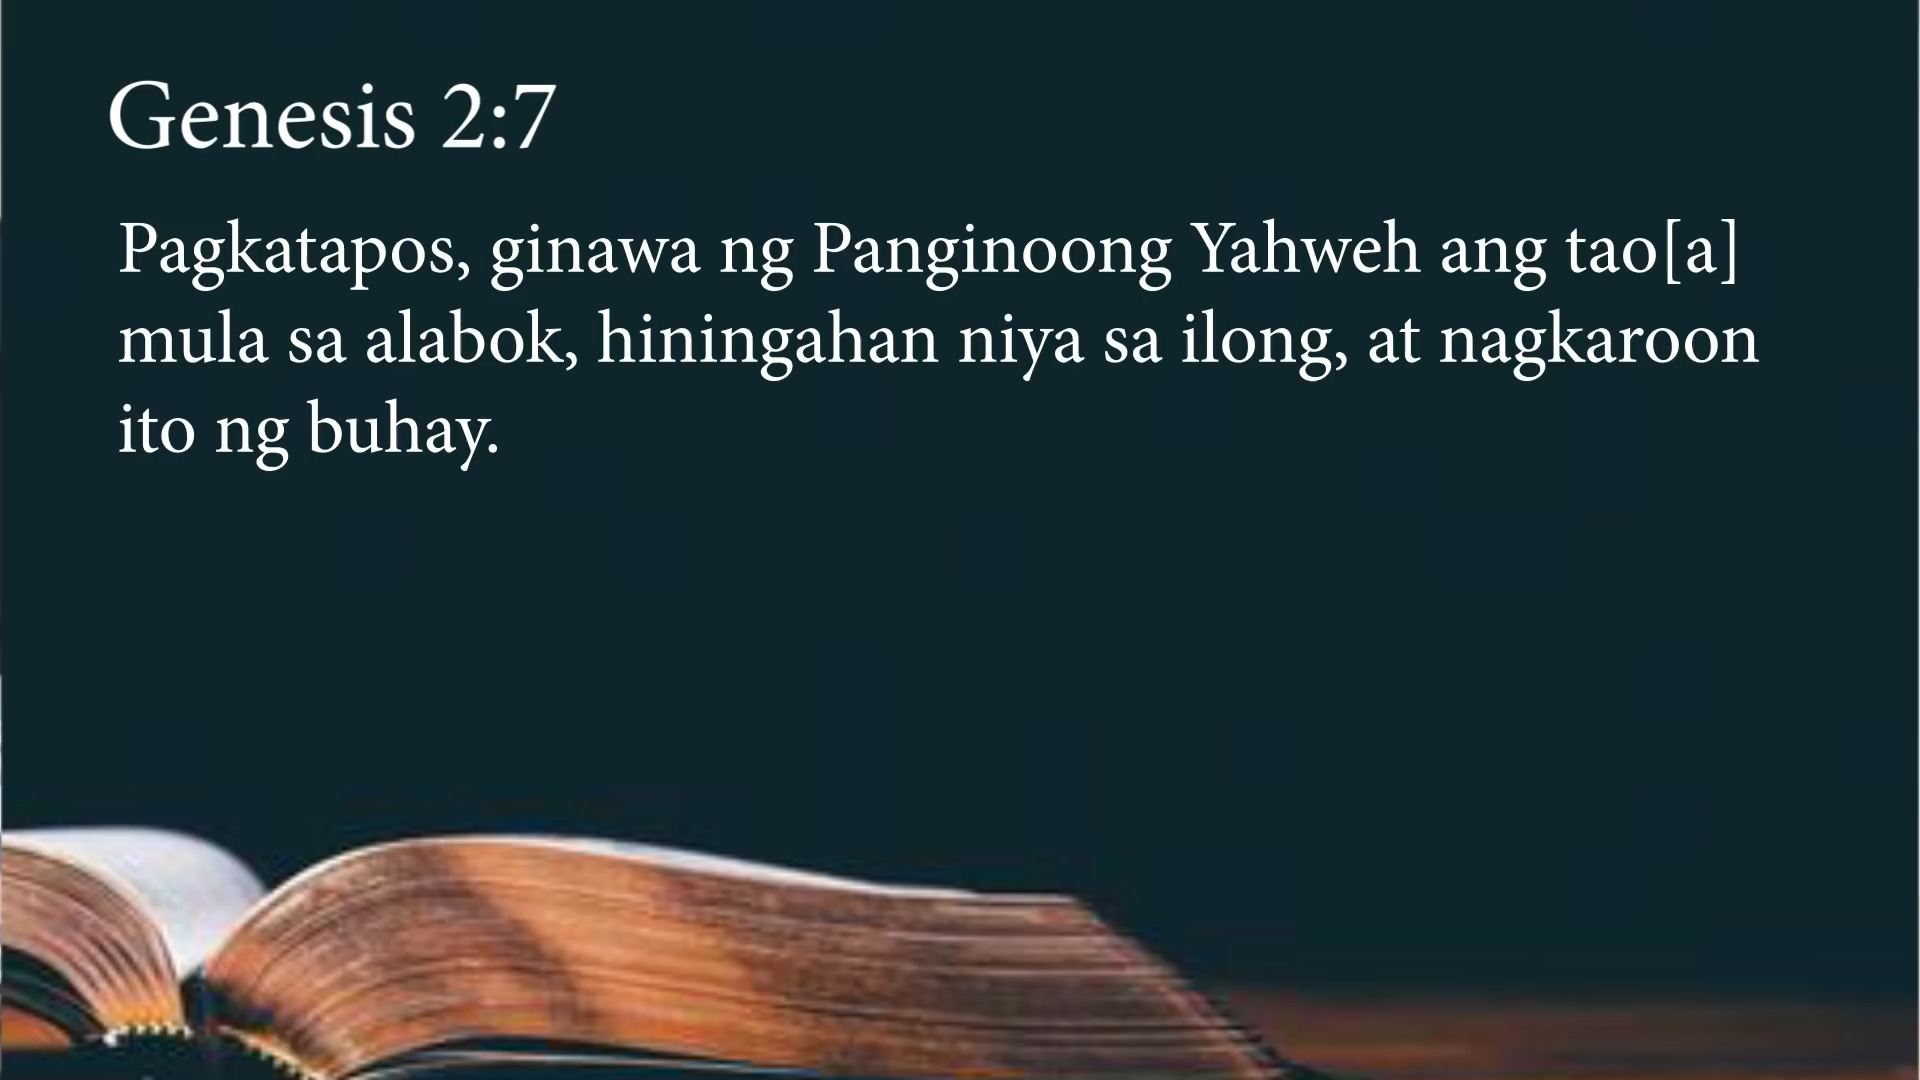 Genesis 2:7
Pagkatapos, ginawa ng Panginoong Yahweh ang tao[a]
mula sa alabok, hiningahan niya sa ilong, at nagkaroon
ito ng buhay.